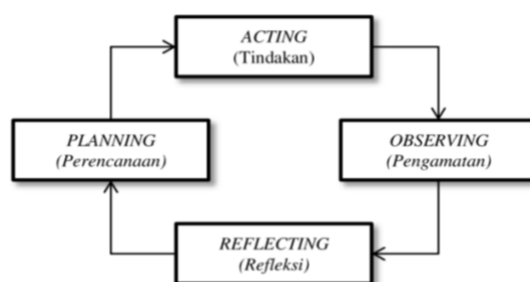 ACTING
(Tindakan)
PLANNING
(Perencanaan)
OBSERVING
(Pengamatan)
REFLECTING
(Refleksi)